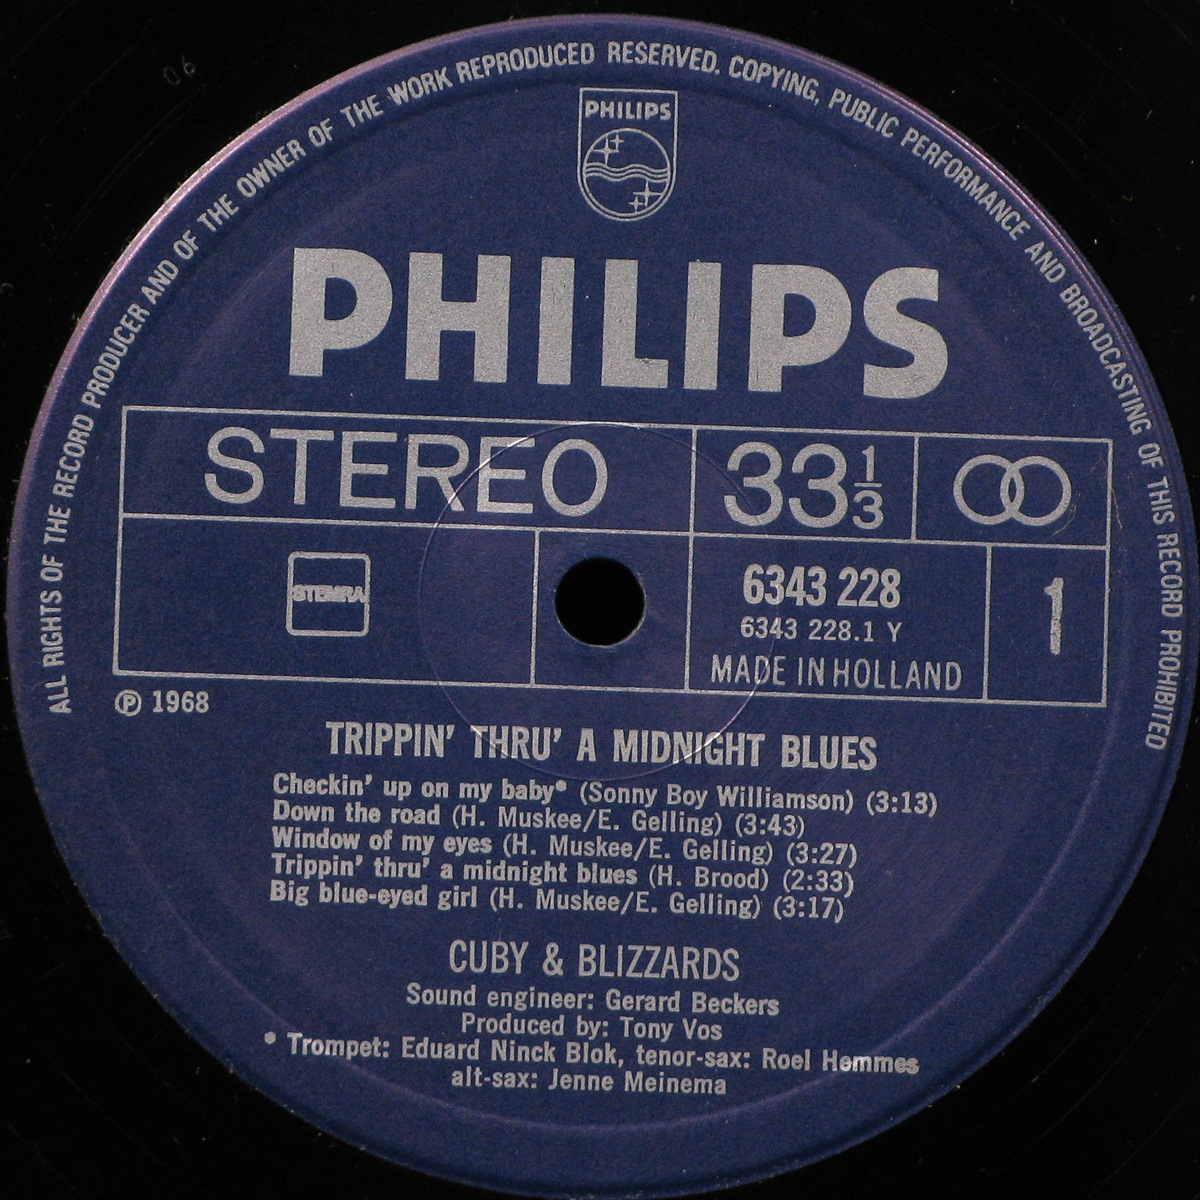 ALL RIGHTS OF THE RECORD PRODUCER AND OF THE OWNER OF THE WORK REPRODUCED RESERVED. COPYING, PUBLIC PERFORMANCE AND BROADCASTING OF THIS RECORD PROHIBITED
06
PHILIPS
PHILIPS
STEREO 33 1/3
STEMRA
6343 228
6343 228.1 Y
MADE IN HOLLAND
1
Ⓟ 1968
TRIPPIN' THRU' A MIDNIGHT BLUES
Checkin' up on my baby* (Sonny Boy Williamson) (3:13)
Down the road (H. Muskee/E. Gelling) (3:43)
Window of my eyes (H. Muskee/E. Gelling) (3:27)
Trippin' thru' a midnight blues (H. Brood) (2:33)
Big blue-eyed girl (H. Muskee/E. Gelling) (3:17)
CUBY & BLIZZARDS
Sound engineer: Gerard Beckers
Produced by: Tony Vos
* Trompet: Eduard Ninck Blok, tenor-sax: Roel Hemmes
alt-sax: Jenne Meinema